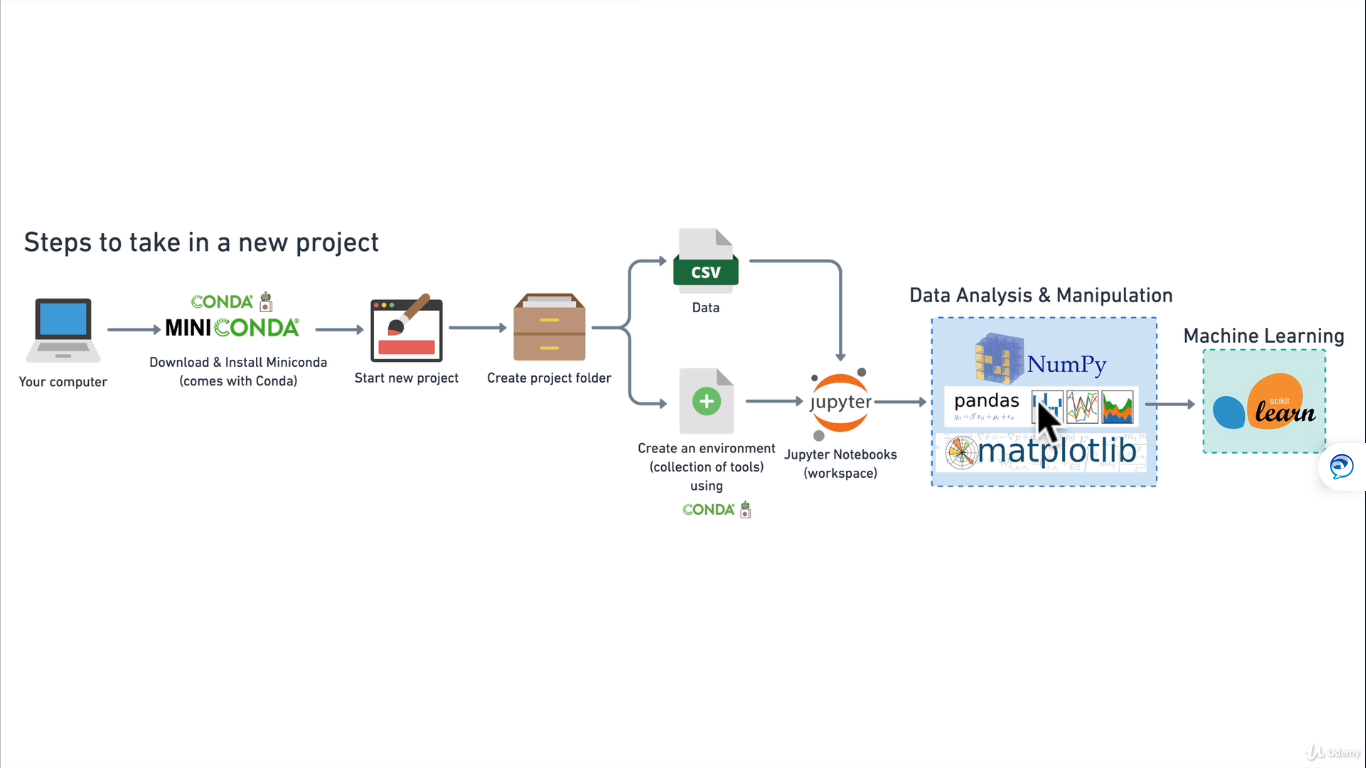 Steps to take in a new project
Your computer
CONDA®
MINICONDA®
Download & Install Miniconda
(comes with Conda)
Start new project
Create project folder
CSV
Data
Create an environment
(collection of tools)
using
CONDA®
jupyter
Jupyter Notebooks
(workspace)
Data Analysis & Manipulation
NumPy
pandas
matplotlib
Machine Learning
scikit
learn
Udemy